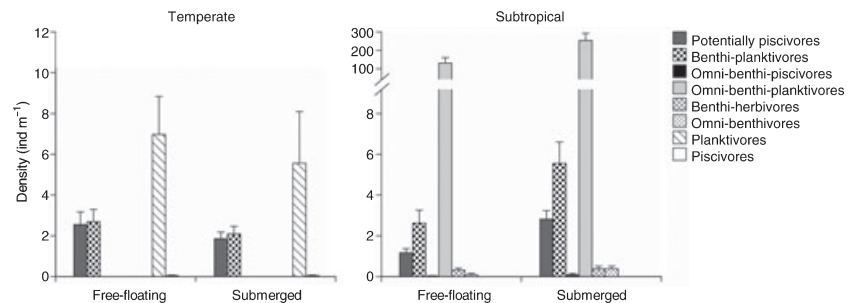 Temperate
Subtropical
12
10
8
6
4
2
0
Density (ind m⁻¹)
Free-floating
Submerged
300
200
100
8
6
4
2
0
Free-floating
Submerged
Potentially piscivores
Benthi-planktivores
Omni-benthi-piscivores
Omni-benthi-planktivores
Benthi-herbivores
Omni-benthivores
Planktivores
Piscivores